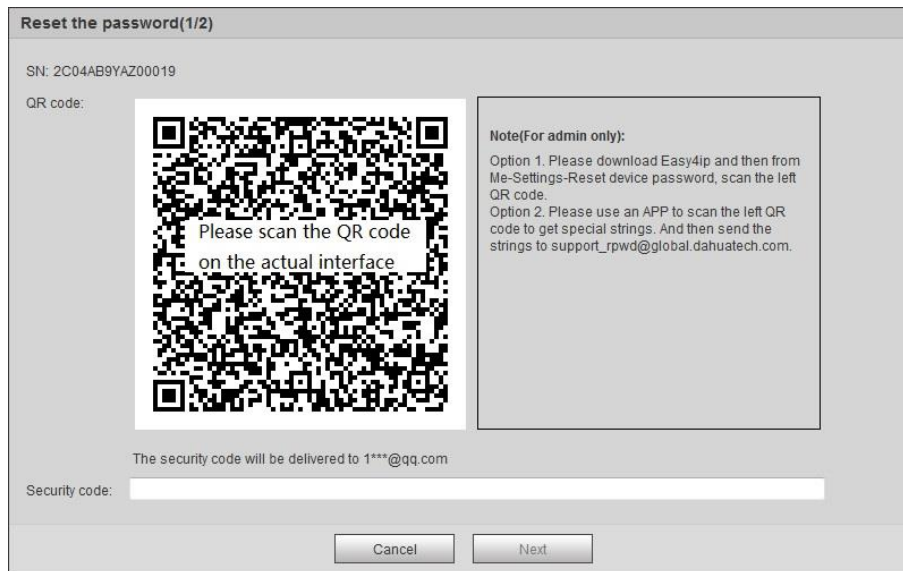 Reset the password(1/2)
SN: 2C04AB9YAZ00019
QR code:
Please scan the QR code
on the actual interface
Note(For admin only):
Option 1. Please download Easy4ip and then from
Me-Settings-Reset device password, scan the left
QR code.
Option 2. Please use an APP to scan the left QR
code to get special strings. And then send the
strings to support_rpwd@global.dahuatech.com.
The security code will be delivered to 1***@qq.com
Security code:
Cancel
Next